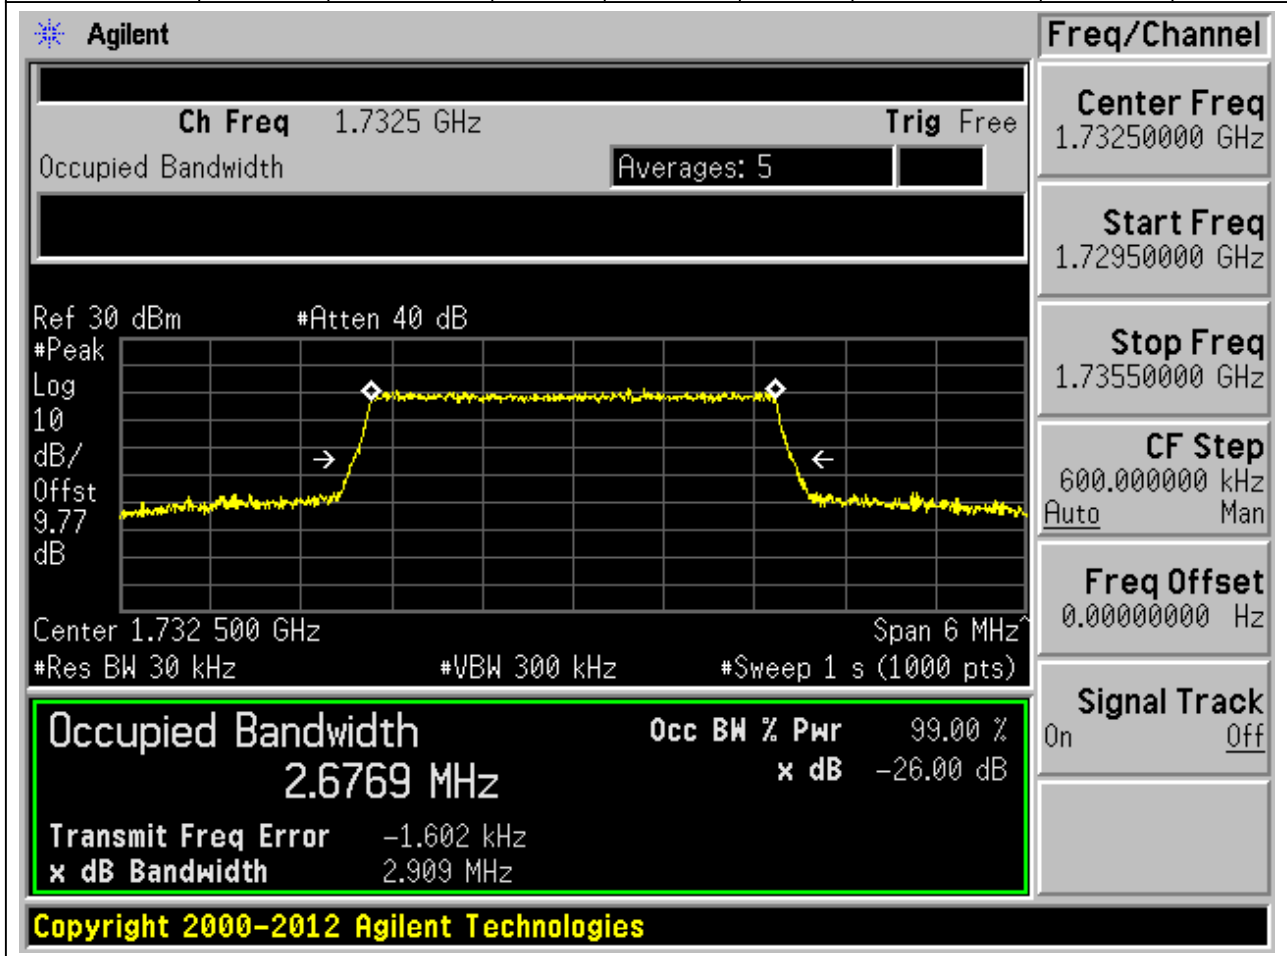 Agilent
Freq/Channel
Ch Freq 1.7325 GHz Trig Free
Occupied Bandwidth Averages: 5
Center Freq
1.73250000 GHz
Start Freq
1.72950000 GHz
Stop Freq
1.73550000 GHz
CF Step
600.000000 kHz
Auto Man
Freq Offset
0.00000000 Hz
Signal Track
On Off
Ref 30 dBm #Atten 40 dB
#Peak
Log
10
dB/
Offst
9.77
dB
Center 1.732 500 GHz Span 6 MHz^
#Res BW 30 kHz #VBW 300 kHz #Sweep 1 s (1000 pts)
Occupied Bandwidth Occ BW % Pwr 99.00 %
2.6769 MHz x dB -26.00 dB
Transmit Freq Error -1.602 kHz
x dB Bandwidth 2.909 MHz
Copyright 2000-2012 Agilent Technologies